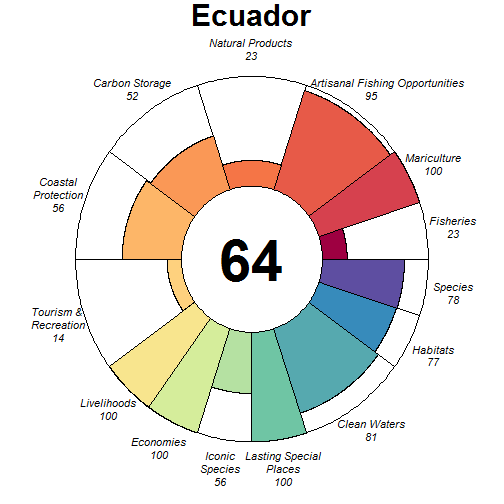 Ecuador
Natural Products
23
Carbon Storage
52
Artisanal Fishing Opportunities
95
Mariculture
100
Coastal
Protection
56
Fisheries
23
64
Species
78
Tourism &
Recreation
14
Habitats
77
Livelihoods
100
Clean Waters
81
Economies
100
Iconic
Species
56
Lasting Special
Places
100